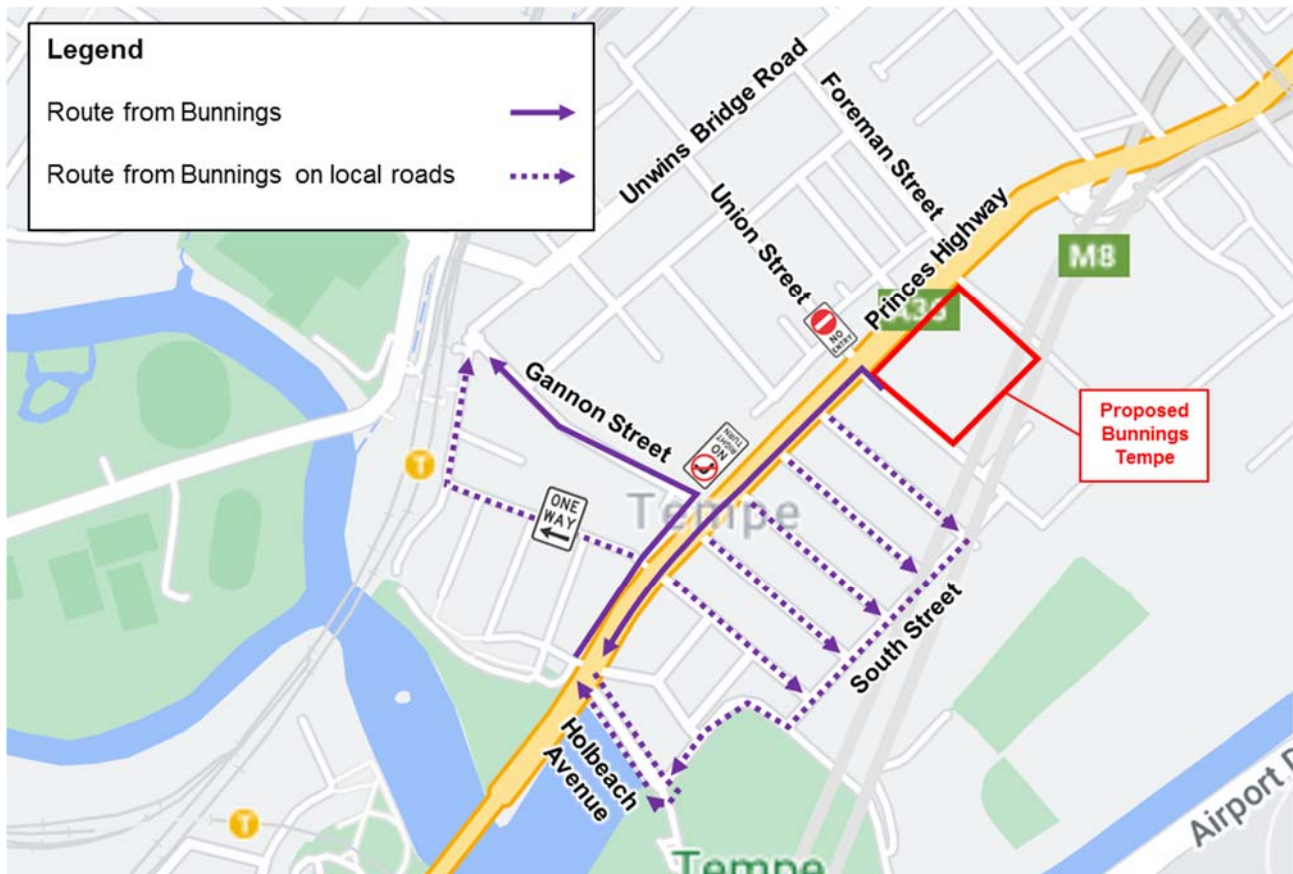 Legend
Route from Bunnings
Route from Bunnings on local roads
Unwins Bridge Road
Foreman Street
Union Street
Princes Highway
M8
A36
NO
ENTRY
Proposed
Bunnings
Tempe
Gannon Street
NO
RIGHT
TURN
T
Tempe
ONE
WAY
South Street
Holbeach
Avenue
T
Airport D
Tempe